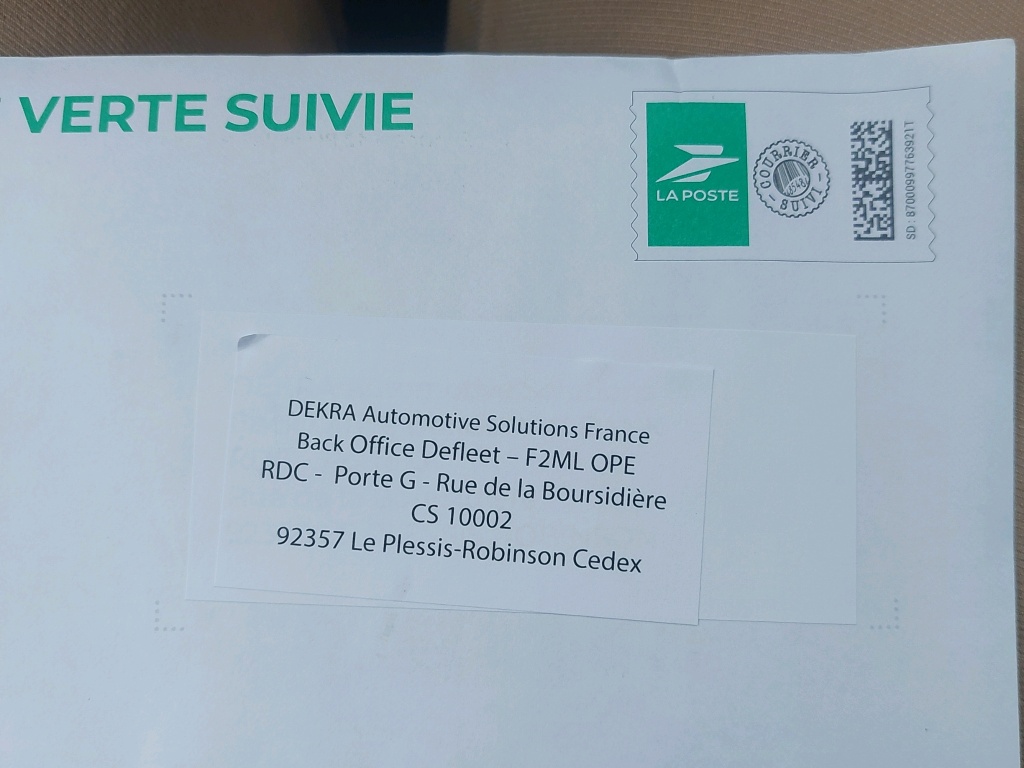 VERTE SUIVIE
LA POSTE
COURRIER
SUIVI
SD : 87000997763921T
DEKRA Automotive Solutions France
Back Office Defleet – F2ML OPE
RDC - Porte G - Rue de la Boursidière
CS 10002
92357 Le Plessis-Robinson Cedex